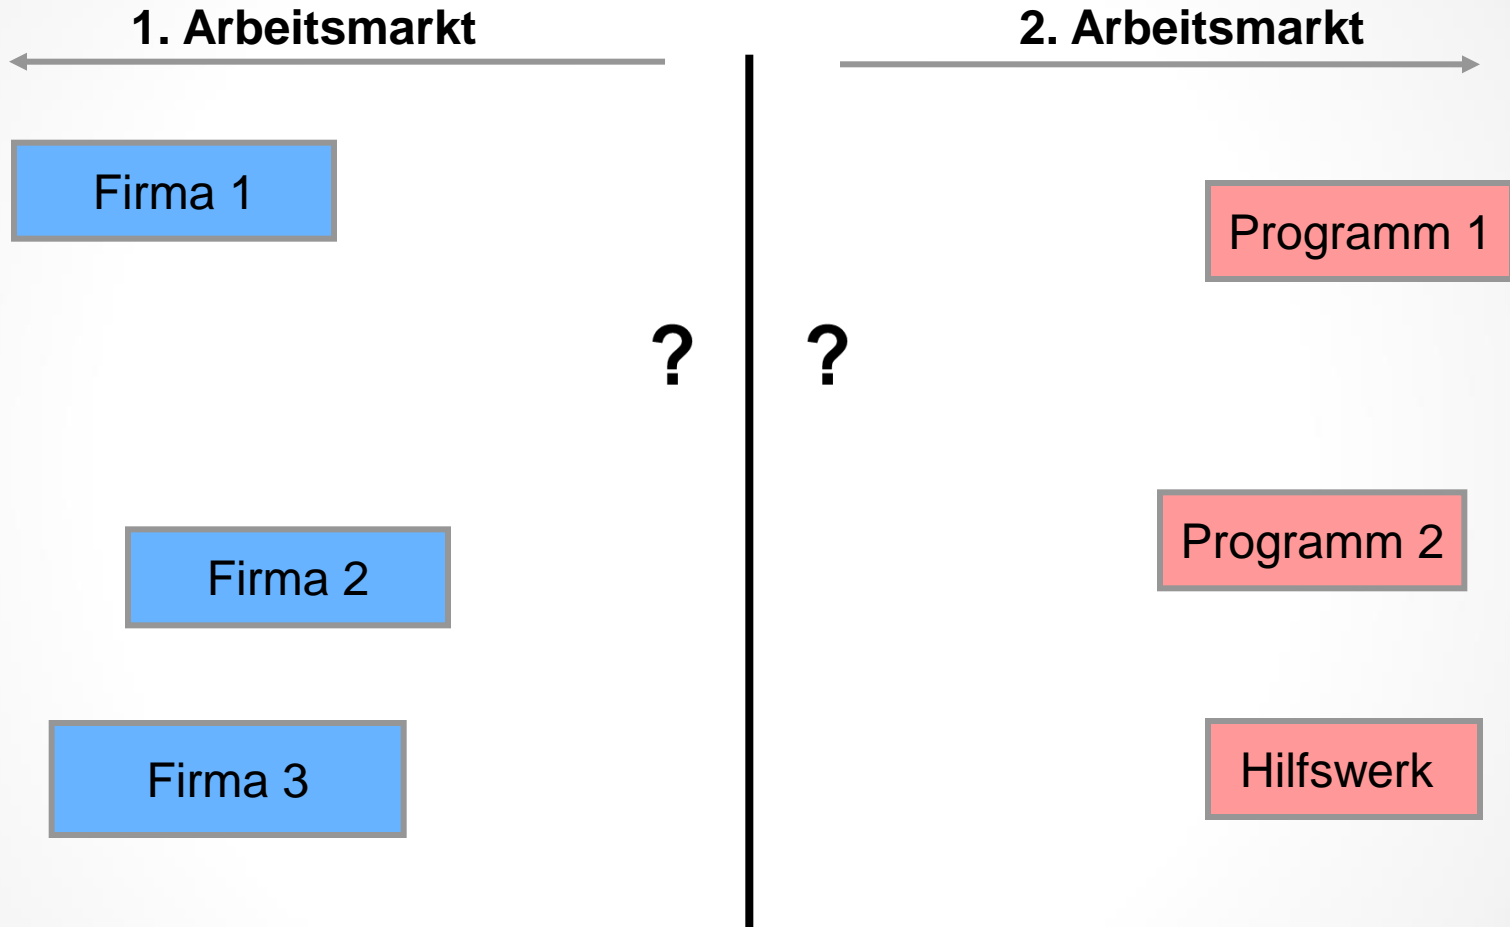 1. Arbeitsmarkt
2. Arbeitsmarkt
Firma 1
Programm 1
?
?
Programm 2
Firma 2
Hilfswerk
Firma 3